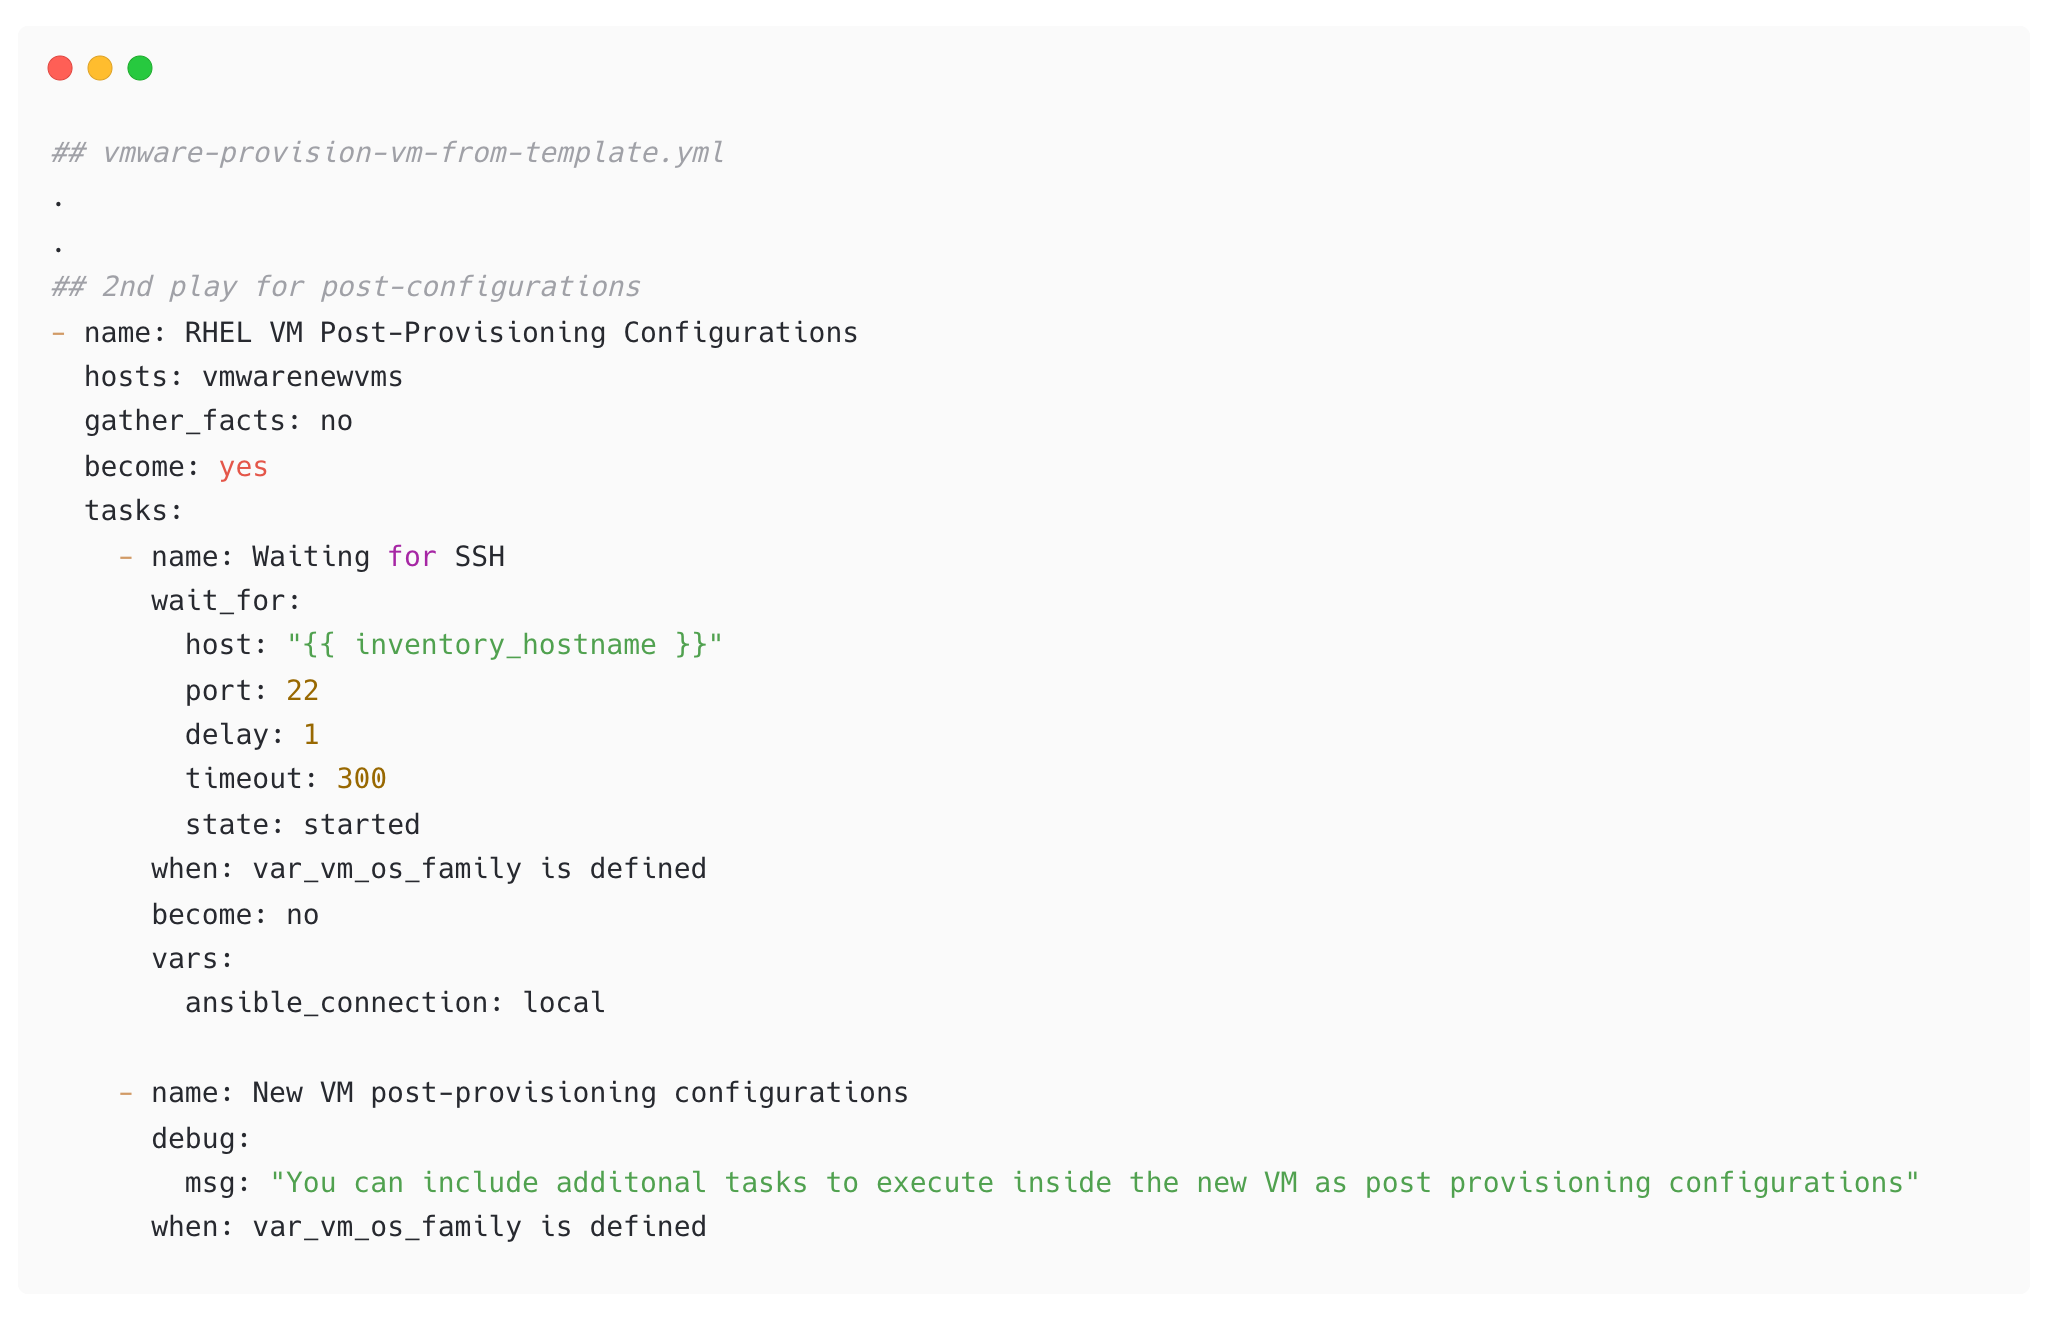 ## vmware-provision-vm-from-template.yml
.
.
## 2nd play for post-configurations
- name: RHEL VM Post-Provisioning Configurations
  hosts: vmwarenewvms
  gather_facts: no
  become: yes
  tasks:
    - name: Waiting for SSH
      wait_for:
        host: "{{ inventory_hostname }}"
        port: 22
        delay: 1
        timeout: 300
        state: started
      when: var_vm_os_family is defined
      become: no
      vars:
        ansible_connection: local

    - name: New VM post-provisioning configurations
      debug:
        msg: "You can include additonal tasks to execute inside the new VM as post provisioning configurations"
      when: var_vm_os_family is defined